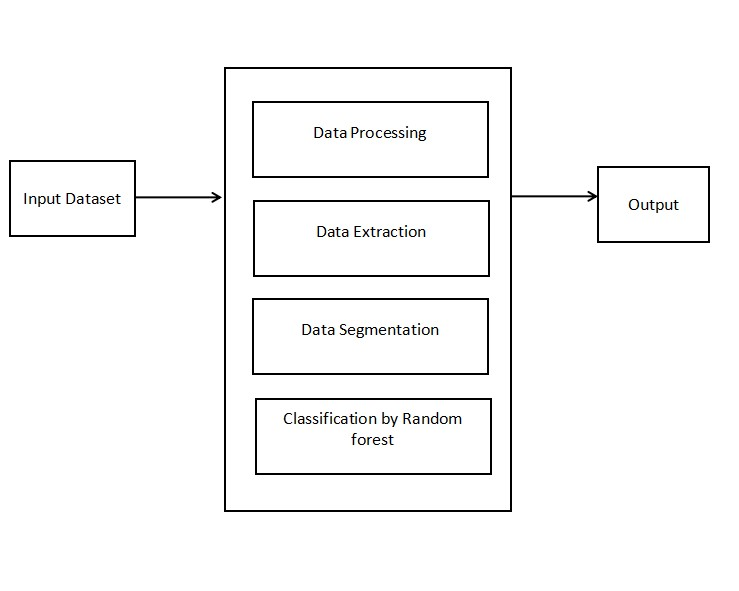 Input Dataset
Data Processing
Data Extraction
Data Segmentation
Classification by Random
forest
Output